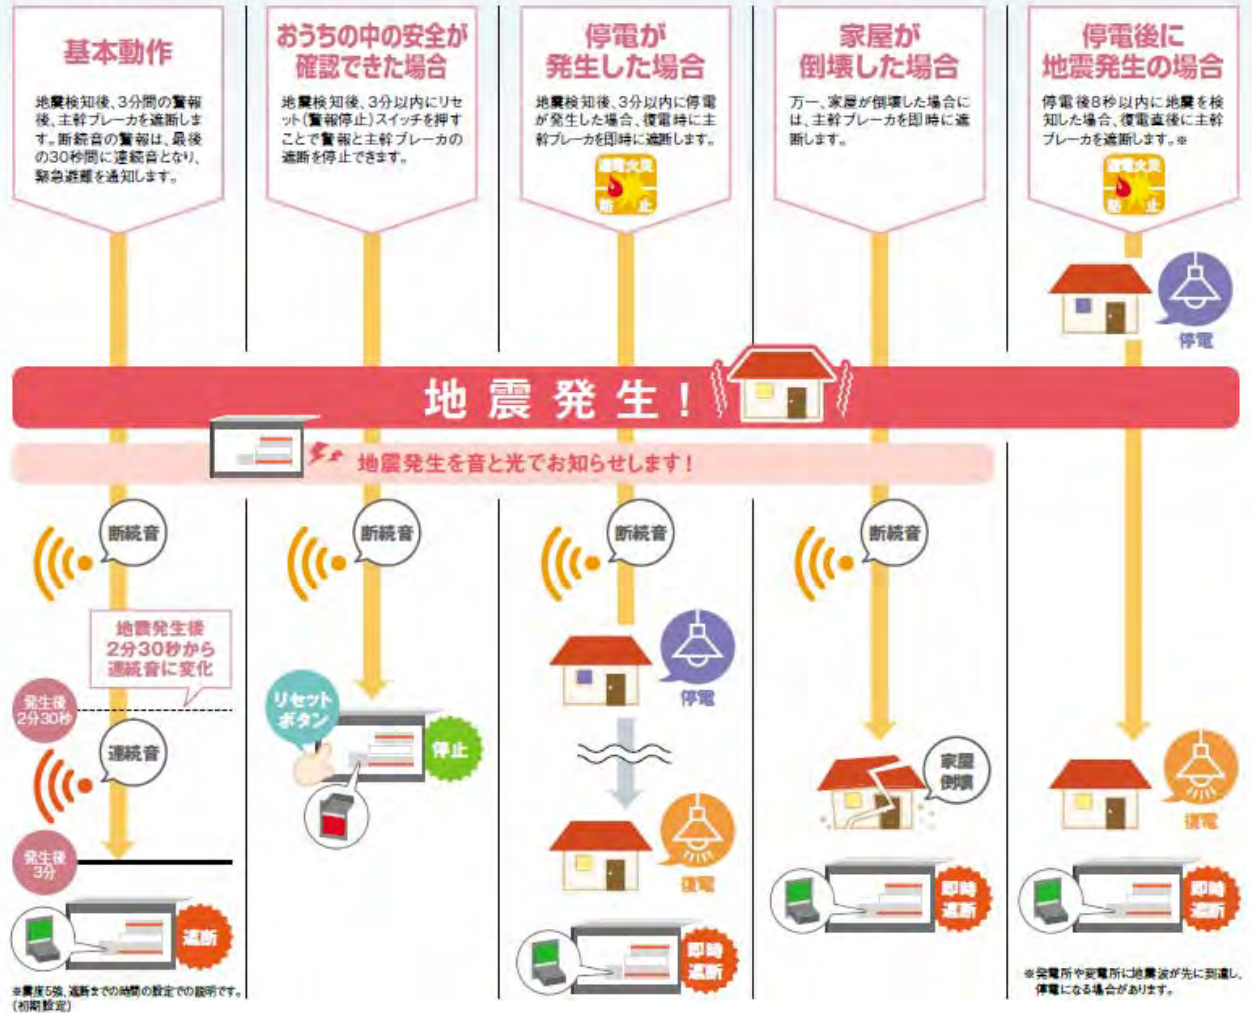 基本動作
地震検知後、3分間の警報
後、主幹ブレーカを遮断しま
す。断続音の警報は、最後
の30秒間に連続音となり、
緊急避難を通知します。
おうちの中の安全が
確認できた場合
地震検知後、3分以内にリセ
ット(警報停止)スイッチを押す
ことで警報と主幹ブレーカの
遮断を停止できます。
停電が
発生した場合
地震検知後、3分以内に停電
が発生した場合、復電時に主
幹ブレーカを即時に遮断します。
通電火災
防止
家屋が
倒壊した場合
万一、家屋が倒壊した場合に
は、主幹ブレーカを即時に遮
断します。
停電後に
地震発生の場合
停電後8秒以内に地震を検
知した場合、復電直後に主幹
ブレーカを遮断します。※
通電火災
防止
停電
地震発生!
地震発生を音と光でお知らせします!
断続音
地震発生後
2分30秒から
連続音に変化
発生後
2分30秒
連続音
発生後
3分
遮断
※震度5強、遮断までの時間の設定での説明です。
(初期設定)
断続音
リセット
ボタン
停止
断続音
停電
復電
即時
遮断
断続音
家屋
倒壊
即時
遮断
復電
即時
遮断
※発電所や変電所に地震波が先に到達し、
停電になる場合があります。